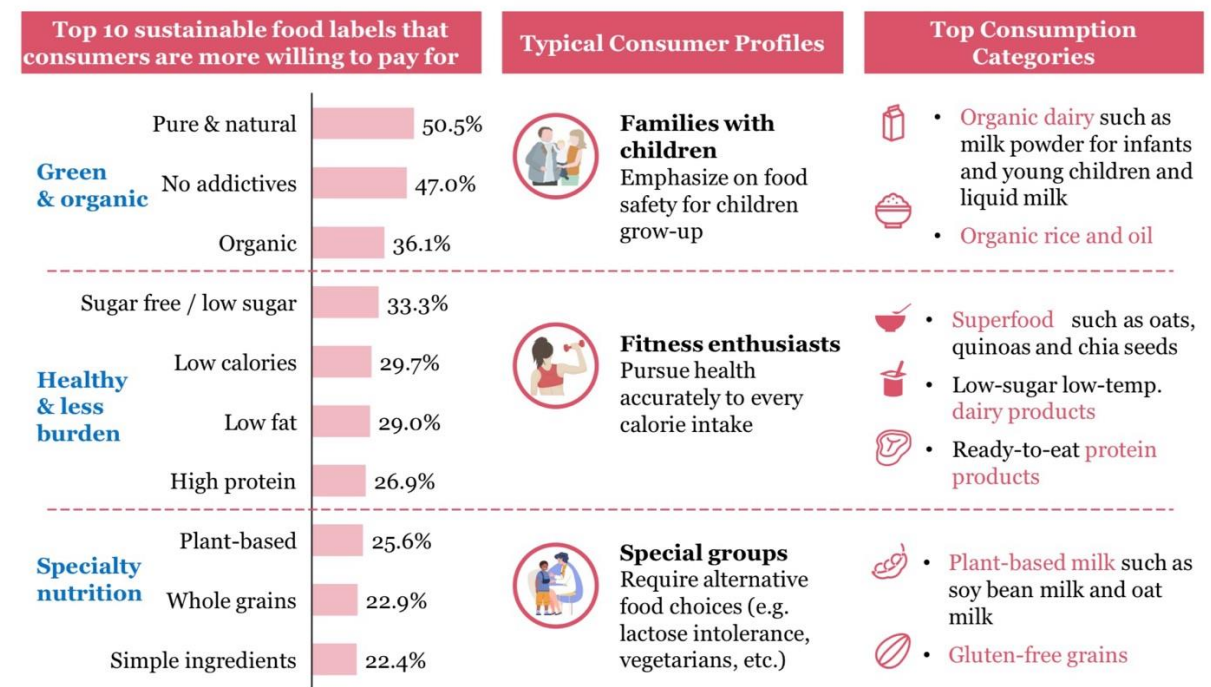 Top 10 sustainable food labels that
consumers are more willing to pay for
Typical Consumer Profiles
Top Consumption
Categories
Green
& organic
Pure & natural 50.5%
No addictives 47.0%
Organic 36.1%
Families with
children
Emphasize on food
safety for children
grow-up
• Organic dairy such as
milk powder for infants
and young children and
liquid milk
• Organic rice and oil
Healthy
& less
burden
Sugar free / low sugar 33.3%
Low calories 29.7%
Low fat 29.0%
High protein 26.9%
Fitness enthusiasts
Pursue health
accurately to every
calorie intake
• Superfood such as oats,
quinoas and chia seeds
• Low-sugar low-temp.
dairy products
• Ready-to-eat protein
products
Specialty
nutrition
Plant-based 25.6%
Whole grains 22.9%
Simple ingredients 22.4%
Special groups
Require alternative
food choices (e.g.
lactose intolerance,
vegetarians, etc.)
• Plant-based milk such as
soy bean milk and oat
milk
• Gluten-free grains